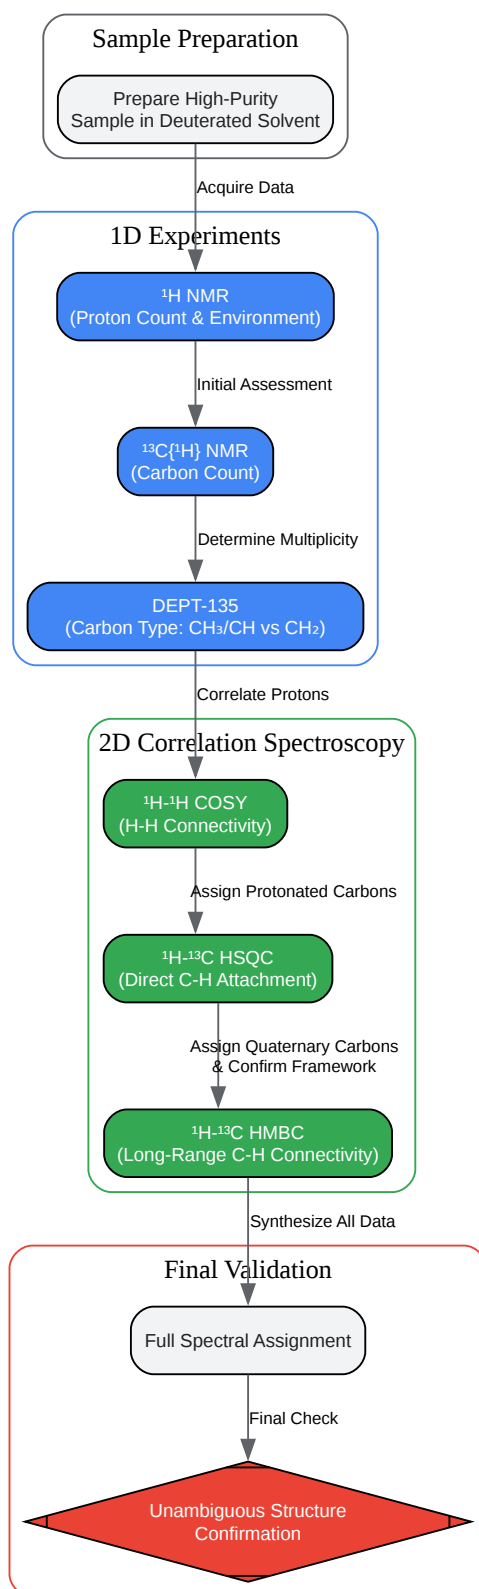 Sample Preparation
Prepare High-Purity
Sample in Deuterated Solvent
Acquire Data
1D Experiments
¹H NMR
(Proton Count & Environment)
Initial Assessment
¹³C{¹H} NMR
(Carbon Count)
Determine Multiplicity
DEPT-135
(Carbon Type: CH₃/CH vs CH₂)
Correlate Protons
2D Correlation Spectroscopy
¹H-¹H COSY
(H-H Connectivity)
Assign Protonated Carbons
¹H-¹³C HSQC
(Direct C-H Attachment)
Assign Quaternary Carbons
& Confirm Framework
¹H-¹³C HMBC
(Long-Range C-H Connectivity)
Synthesize All Data
Final Validation
Full Spectral Assignment
Final Check
Unambiguous Structure
Confirmation